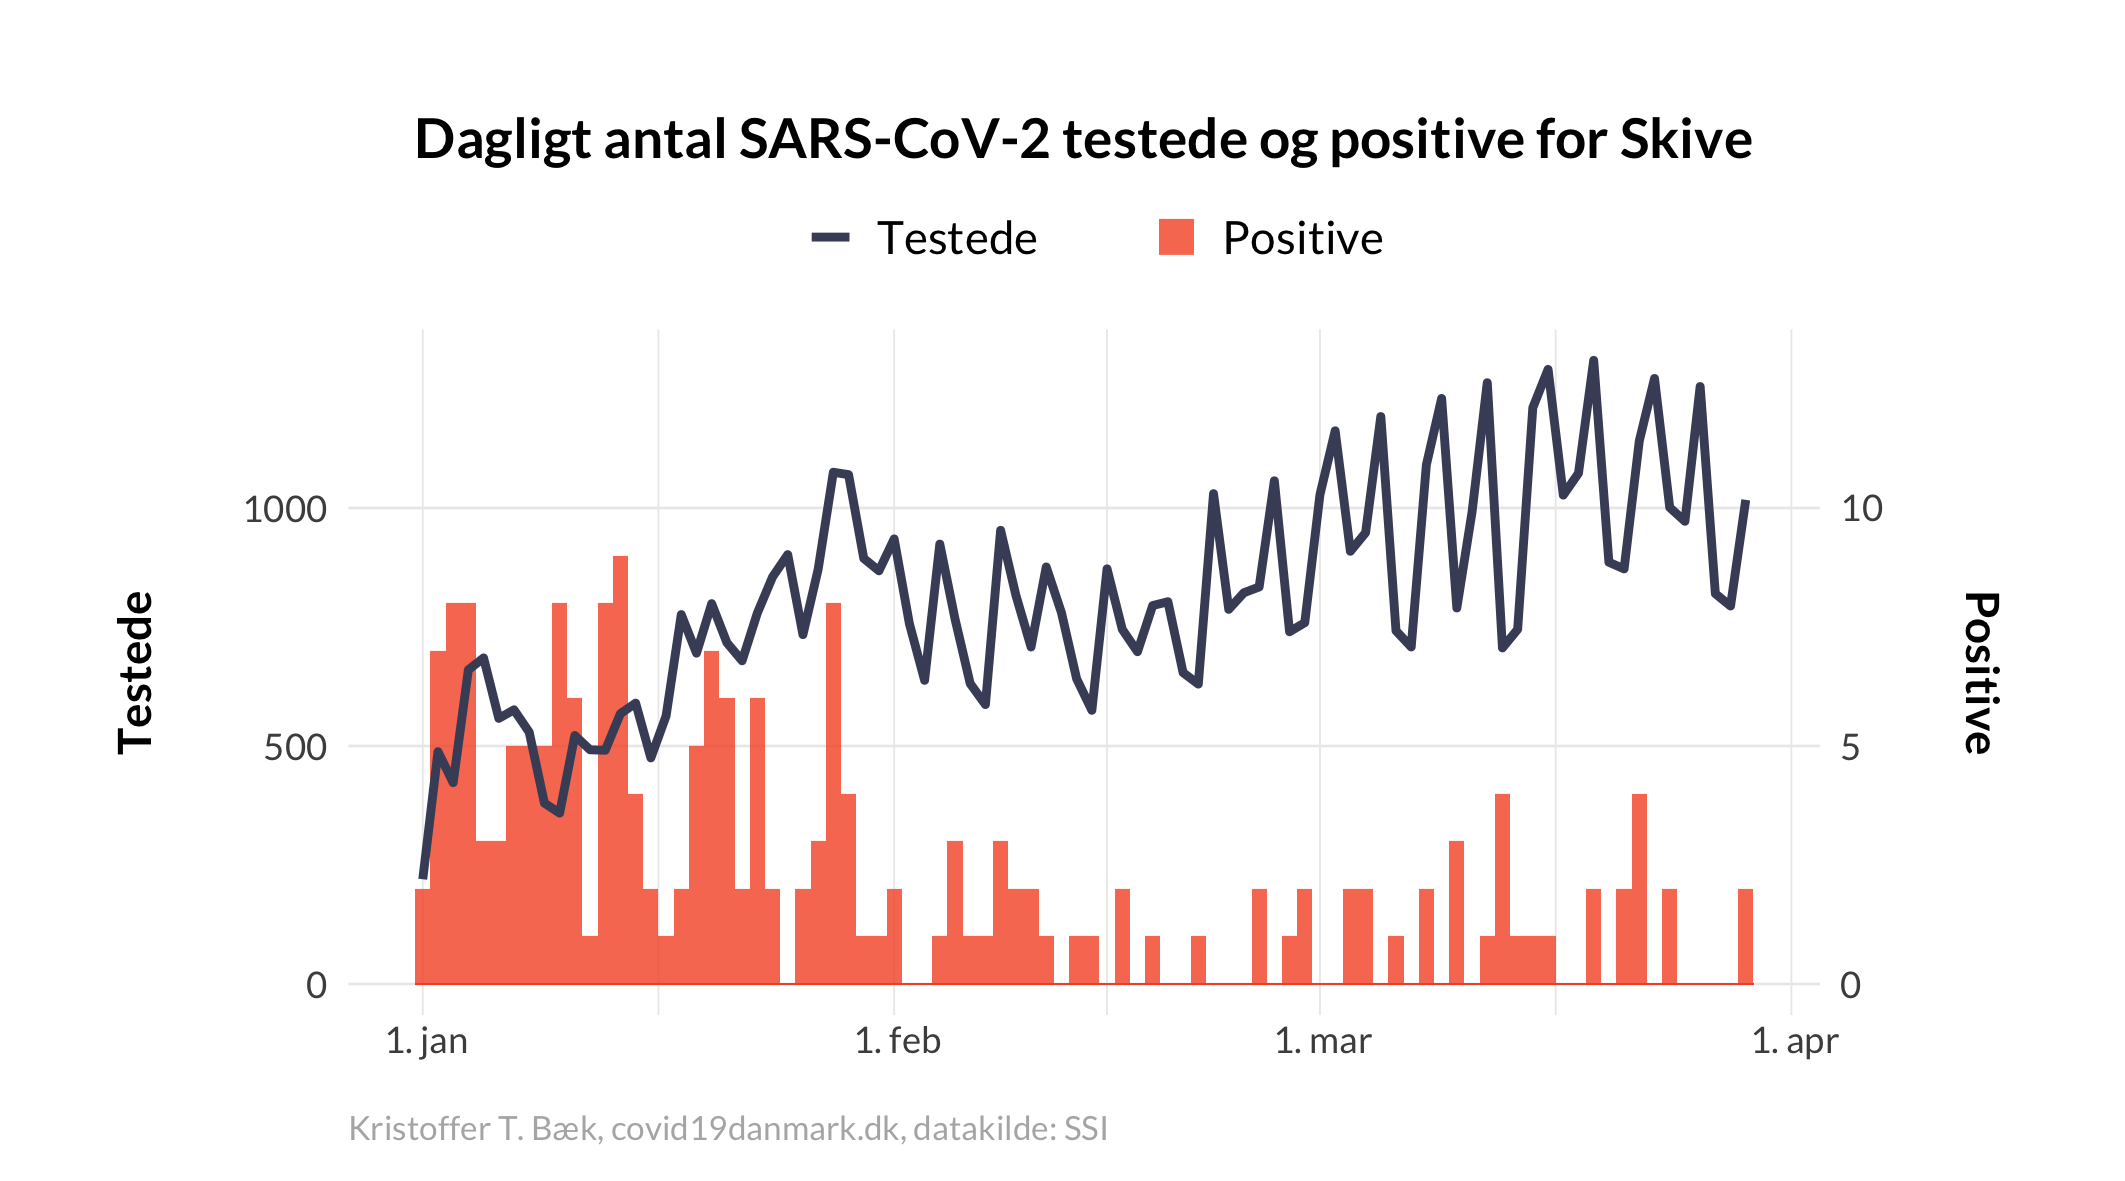 Dagligt antal SARS-CoV-2 testede og positive for Skive
Testede
Positive
1000
500
0
Testede
10
5
0
Positive
1. jan
1. feb
1. mar
1. apr
Kristoffer T. Bæk, covid19danmark.dk, datakilde: SSI